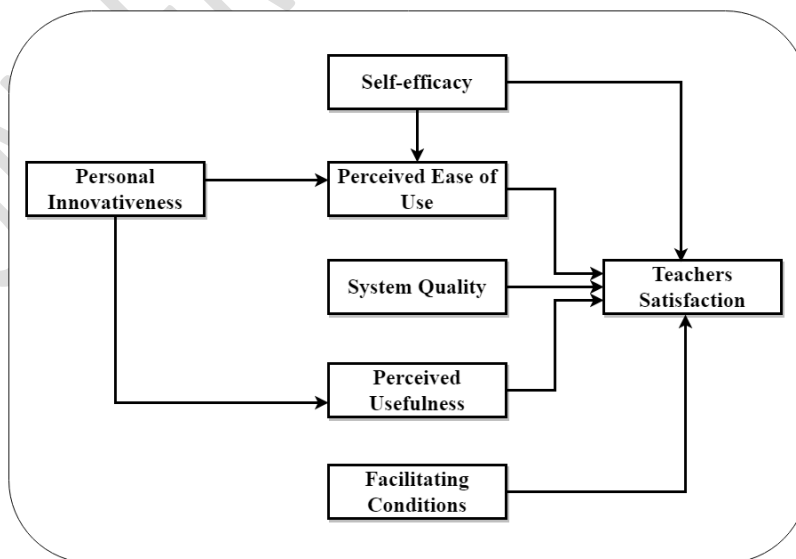 Self-efficacy
Personal
Innovativeness
Perceived Ease of
Use
System Quality
Teachers
Satisfaction
Perceived
Usefulness
Facilitating
Conditions